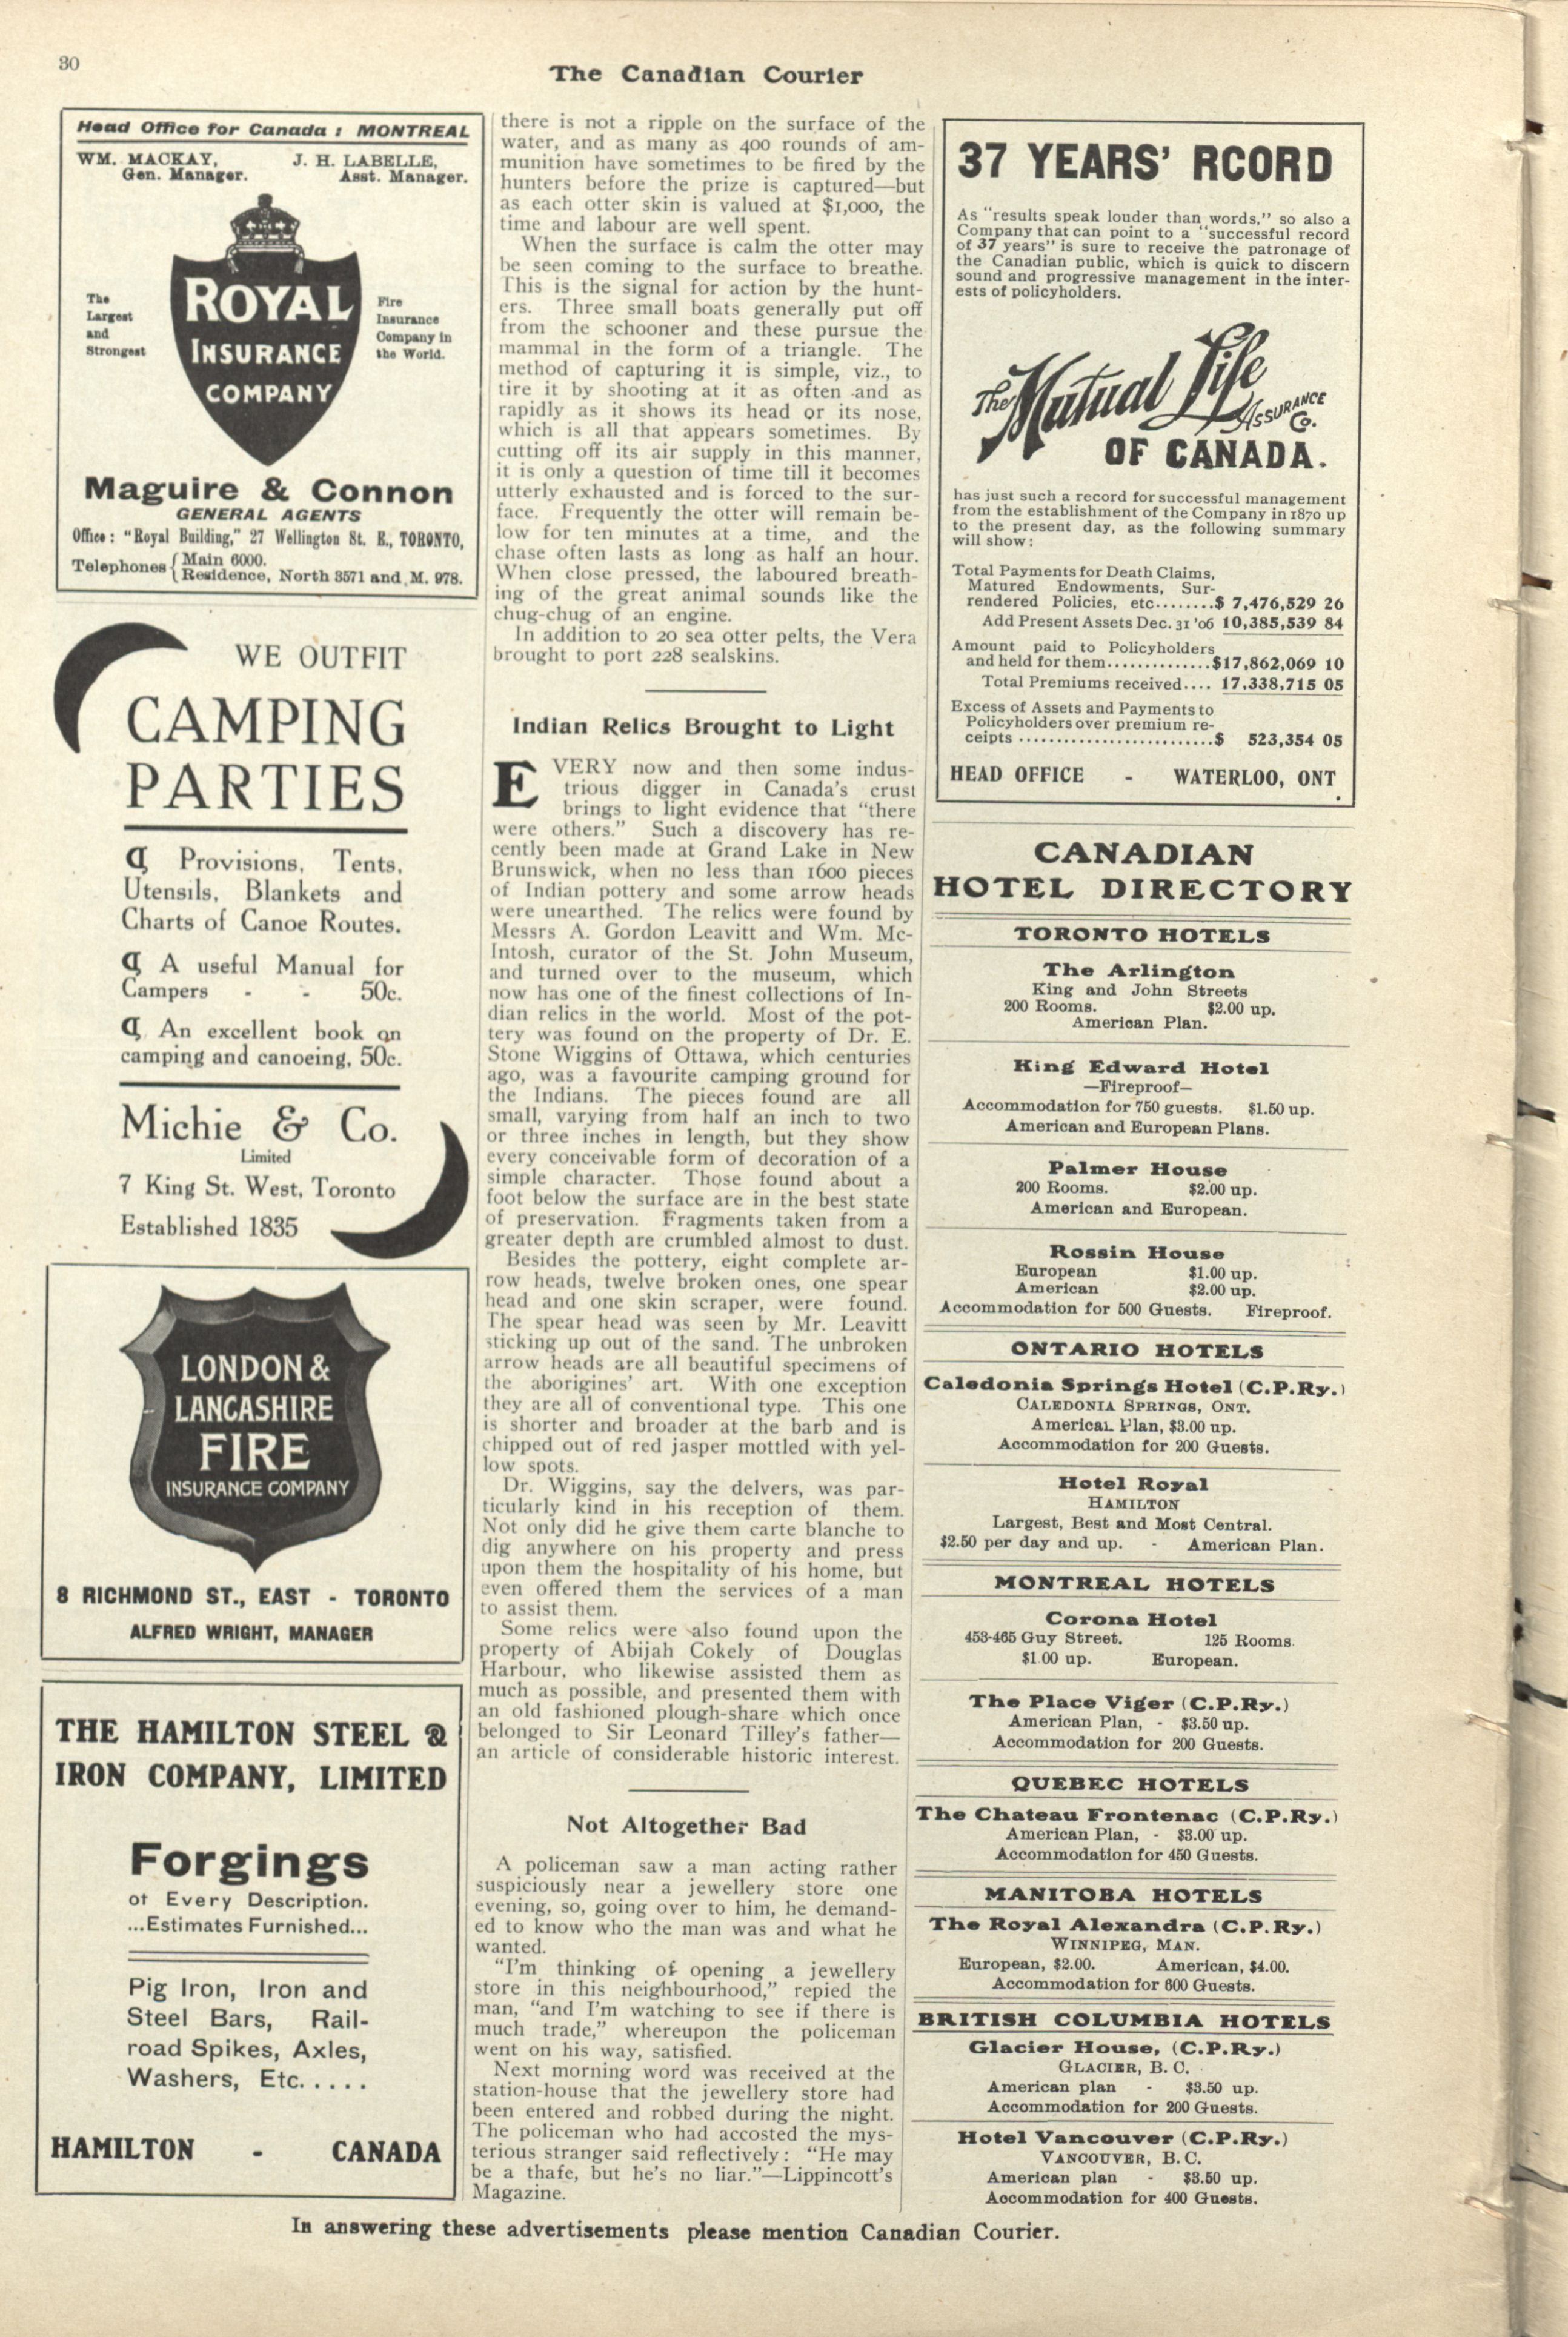 30
The Canadian Courier
Head Office for Canada : MONTREAL
WM. MACKAY,
Gen. Manager.
J. H. LABELLE,
Asst. Manager.
The
Largest
and
Strongest
ROYAL
INSURANCE
COMPANY
Fire
Insurance
Company in
the World.
Maguire & Connon
GENERAL AGENTS
Office : "Royal Building," 27 Wellington St. E., TORONTO,
Telephones { Main 6000.
Residence, North 3571 and M. 978.
WE OUTFIT
CAMPING
PARTIES
¶ Provisions, Tents,
Utensils, Blankets and
Charts of Canoe Routes.
¶ A useful Manual for
Campers - - 50c.
¶ An excellent book on
camping and canoeing, 50c.
Michie & Co.
Limited
7 King St. West, Toronto
Established 1835
LONDON &
LANCASHIRE
FIRE
INSURANCE COMPANY
8 RICHMOND ST., EAST - TORONTO
ALFRED WRIGHT, MANAGER
THE HAMILTON STEEL &
IRON COMPANY, LIMITED
Forgings
of Every Description.
...Estimates Furnished...
Pig Iron, Iron and
Steel Bars, Rail-
road Spikes, Axles,
Washers, Etc.....
HAMILTON - CANADA
there is not a ripple on the surface of the
water, and as many as 400 rounds of am-
munition have sometimes to be fired by the
hunters before the prize is captured—but
as each otter skin is valued at $1,000, the
time and labour are well spent.
When the surface is calm the otter may
be seen coming to the surface to breathe.
This is the signal for action by the hunt-
ers. Three small boats generally put off
from the schooner and these pursue the
mammal in the form of a triangle. The
method of capturing it is simple, viz., to
tire it by shooting at it as often and as
rapidly as it shows its head or its nose,
which is all that appears sometimes. By
cutting off its air supply in this manner,
it is only a question of time till it becomes
utterly exhausted and is forced to the sur-
face. Frequently the otter will remain be-
low for ten minutes at a time, and the
chase often lasts as long as half an hour.
When close pressed, the laboured breath-
ing of the great animal sounds like the
chug-chug of an engine.
In addition to 20 sea otter pelts, the Vera
brought to port 228 sealskins.
Indian Relics Brought to Light
EVERY now and then some indus-
trious digger in Canada's crust
brings to light evidence that "there
were others." Such a discovery has re-
cently been made at Grand Lake in New
Brunswick, when no less than 1600 pieces
of Indian pottery and some arrow heads
were unearthed. The relics were found by
Messrs A. Gordon Leavitt and Wm. Mc-
Intosh, curator of the St. John Museum,
and turned over to the museum, which
now has one of the finest collections of In-
dian relics in the world. Most of the pot-
tery was found on the property of Dr. E.
Stone Wiggins of Ottawa, which centuries
ago, was a favourite camping ground for
the Indians. The pieces found are all
small, varying from half an inch to two
or three inches in length, but they show
every conceivable form of decoration of a
simple character. Those found about a
foot below the surface are in the best state
of preservation. Fragments taken from a
greater depth are crumbled almost to dust.
Besides the pottery, eight complete ar-
row heads, twelve broken ones, one spear
head and one skin scraper, were found.
The spear head was seen by Mr. Leavitt
sticking up out of the sand. The unbroken
arrow heads are all beautiful specimens of
the aborigines' art. With one exception
they are all of conventional type. This one
is shorter and broader at the barb and is
chipped out of red jasper mottled with yel-
low spots.
Dr. Wiggins, say the delvers, was par-
ticularly kind in his reception of them.
Not only did he give them carte blanche to
dig anywhere on his property and press
upon them the hospitality of his home, but
even offered them the services of a man
to assist them.
Some relics were also found upon the
property of Abijah Cokely of Douglas
Harbour, who likewise assisted them as
much as possible, and presented them with
an old fashioned plough-share which once
belonged to Sir Leonard Tilley's father—
an article of considerable historic interest.
Not Altogether Bad
A policeman saw a man acting rather
suspiciously near a jewellery store one
evening, so, going over to him, he demand-
ed to know who the man was and what he
wanted.
"I'm thinking of opening a jewellery
store in this neighbourhood," repied the
man, "and I'm watching to see if there is
much trade," whereupon the policeman
went on his way, satisfied.
Next morning word was received at the
station-house that the jewellery store had
been entered and robbed during the night.
The policeman who had accosted the mys-
terious stranger said reflectively: "He may
be a thafe, but he's no liar."—Lippincott's
Magazine.
37 YEARS' RCORD
As "results speak louder than words," so also a
Company that can point to a "successful record
of 37 years" is sure to receive the patronage of
the Canadian public, which is quick to discern
sound and progressive management in the inter-
ests of policyholders.
The Mutual Life
ASSURANCE
Co.
OF CANADA.
has just such a record for successful management
from the establishment of the Company in 1870 up
to the present day, as the following summary
will show:
Total Payments for Death Claims,
Matured Endowments, Sur-
rendered Policies, etc........$ 7,476,529 26
Add Present Assets Dec. 31 '06 10,385,539 84
Amount paid to Policyholders
and held for them..............$17,862,069 10
Total Premiums received.... 17,338,715 05
Excess of Assets and Payments to
Policyholders over premium re-
ceipts ..........................$ 523,354 05
HEAD OFFICE - WATERLOO, ONT.
CANADIAN
HOTEL DIRECTORY
TORONTO HOTELS
The Arlington
King and John Streets
200 Rooms. $2.00 up.
American Plan.
King Edward Hotel
—Fireproof—
Accommodation for 750 guests. $1.50 up.
American and European Plans.
Palmer House
200 Rooms. $2.00 up.
American and European.
Rossin House
European $1.00 up.
American $2.00 up.
Accommodation for 500 Guests. Fireproof.
ONTARIO HOTELS
Caledonia Springs Hotel (C.P.Ry.)
CALEDONIA SPRINGS, ONT.
American Plan, $3.00 up.
Accommodation for 200 Guests.
Hotel Royal
HAMILTON
Largest, Best and Most Central.
$2.50 per day and up. - American Plan.
MONTREAL HOTELS
Corona Hotel
453-465 Guy Street. 125 Rooms.
$1.00 up. European.
The Place Viger (C.P.Ry.)
American Plan, - $3.50 up.
Accommodation for 200 Guests.
QUEBEC HOTELS
The Chateau Frontenac (C.P.Ry.)
American Plan, - $3.00 up.
Accommodation for 450 Guests.
MANITOBA HOTELS
The Royal Alexandra (C.P.Ry.)
WINNIPEG, MAN.
European, $2.00. American, $4.00.
Accommodation for 600 Guests.
BRITISH COLUMBIA HOTELS
Glacier House, (C.P.Ry.)
GLACIER, B. C.
American plan - $3.50 up.
Accommodation for 200 Guests.
Hotel Vancouver (C.P.Ry.)
VANCOUVER, B. C.
American plan - $3.50 up.
Accommodation for 400 Guests.
In answering these advertisements please mention Canadian Courier.